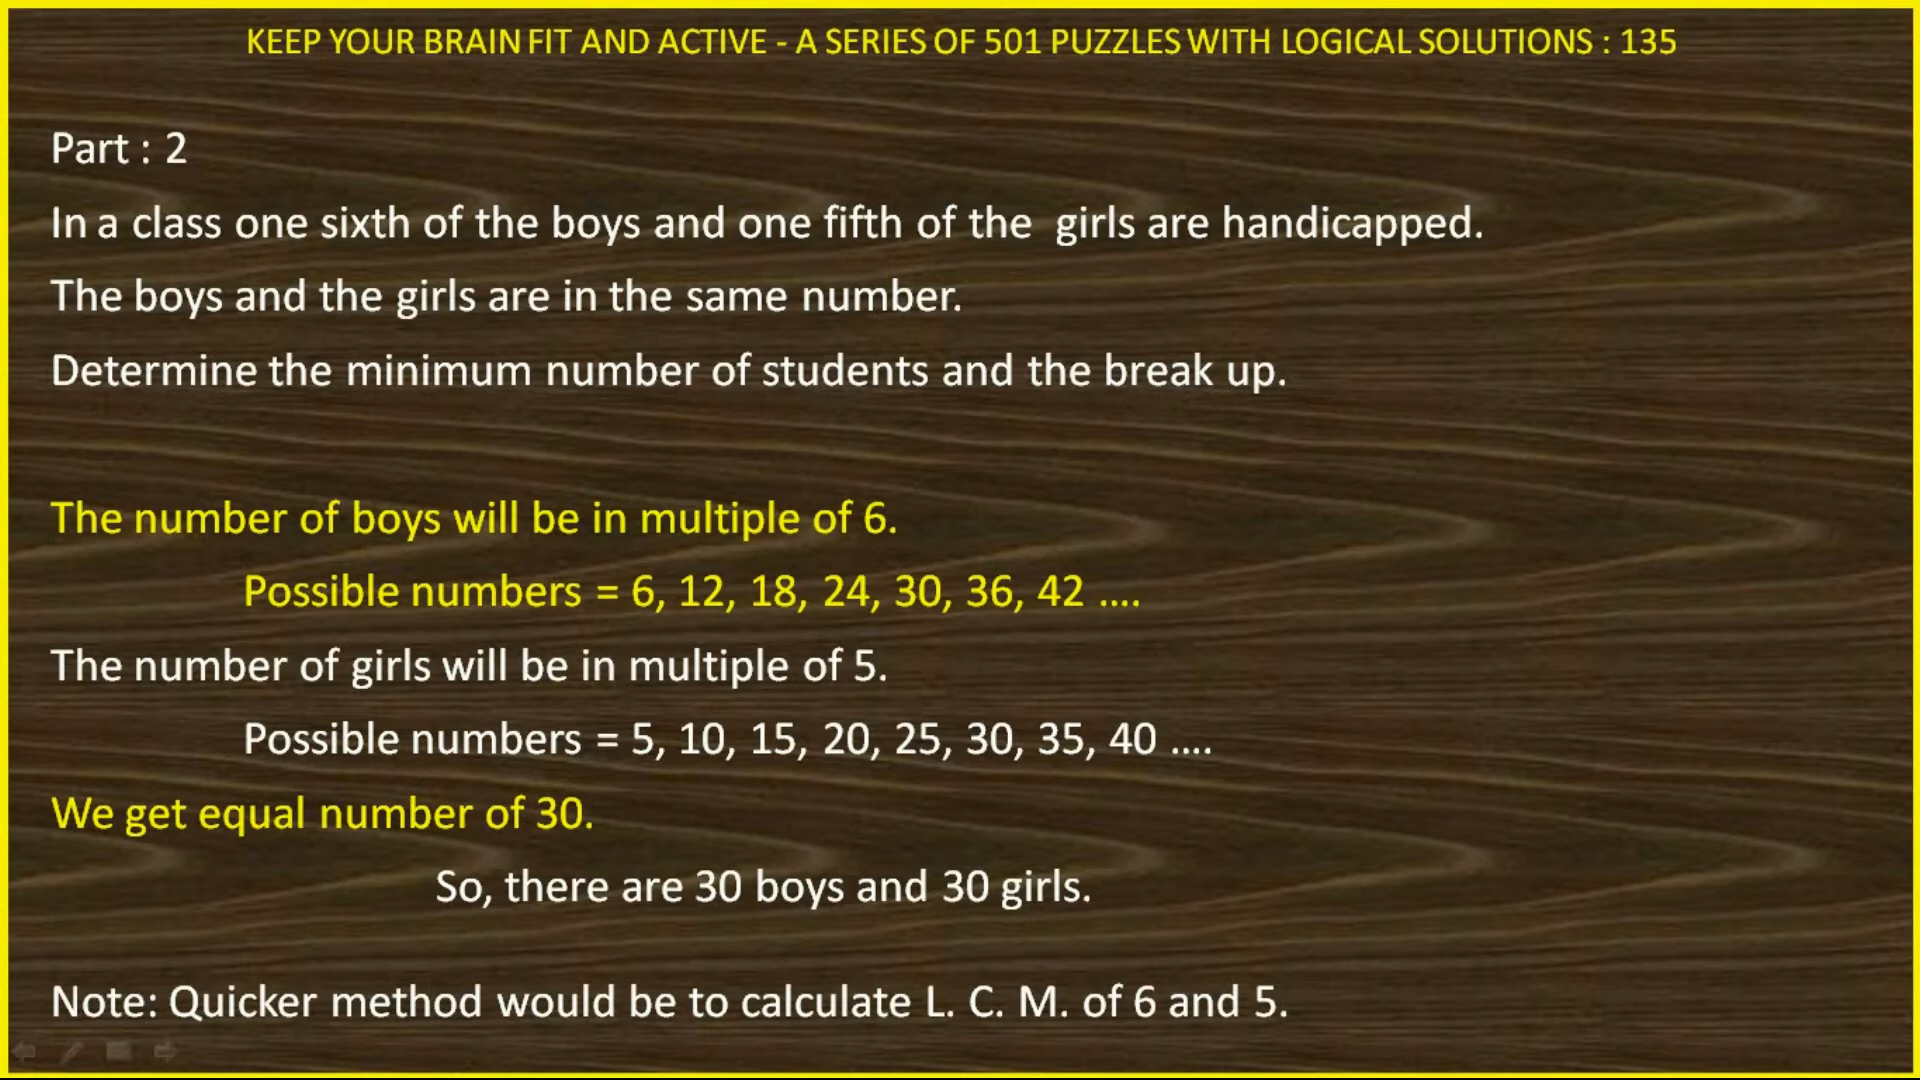 KEEP YOUR BRAIN FIT AND ACTIVE - A SERIES OF 501 PUZZLES WITH LOGICAL SOLUTIONS : 135
Part : 2
In a class one sixth of the boys and one fifth of the girls are handicapped.
The boys and the girls are in the same number.
Determine the minimum number of students and the break up.
The number of boys will be in multiple of 6.
Possible numbers = 6, 12, 18, 24, 30, 36, 42 ....
The number of girls will be in multiple of 5.
Possible numbers = 5, 10, 15, 20, 25, 30, 35, 40 ....
We get equal number of 30.
So, there are 30 boys and 30 girls.
Note: Quicker method would be to calculate L. C. M. of 6 and 5.